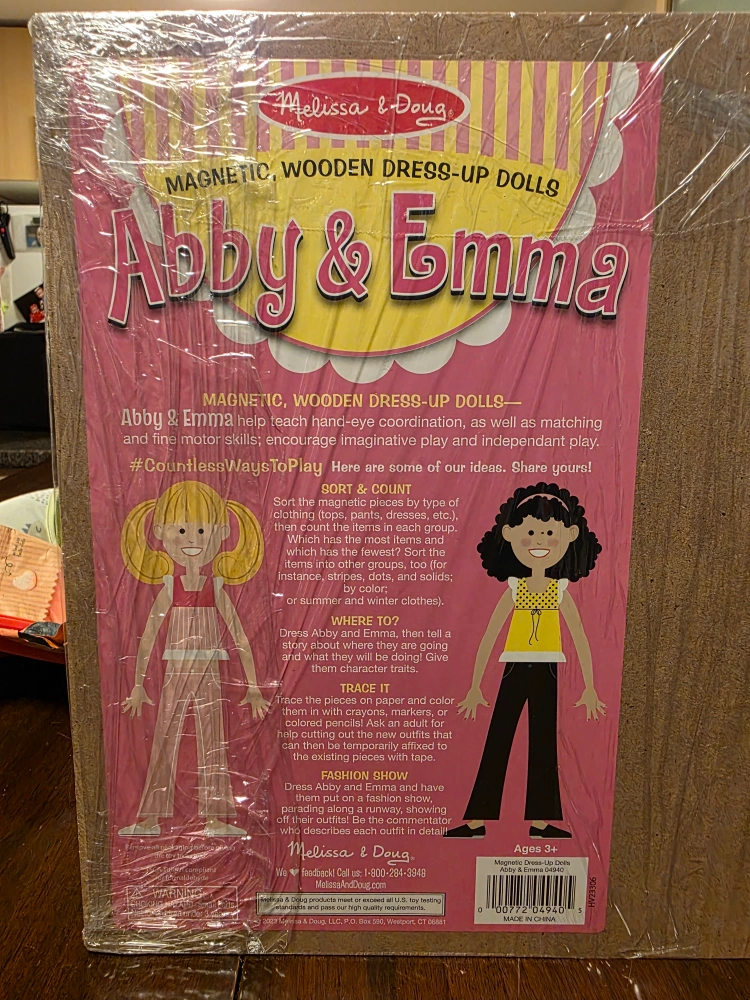 Melissa & Doug®
MAGNETIC, WOODEN DRESS-UP DOLLS
Abby & Emma
MAGNETIC, WOODEN DRESS-UP DOLLS—
Abby & Emma help teach hand-eye coordination, as well as matching
and fine motor skills; encourage imaginative play and independant play.
#CountlessWaysToPlay Here are some of our ideas. Share yours!
SORT & COUNT
Sort the magnetic pieces by type of
clothing (tops, pants, dresses, etc.),
then count the items in each group.
Which has the most items and
which has the fewest? Sort the
items into other groups, too (for
instance, stripes, dots, and solids;
by color;
or summer and winter clothes).
WHERE TO?
Dress Abby and Emma, then tell a
story about where they are going
and what they will be doing! Give
them character traits.
TRACE IT
Trace the pieces on paper and color
them in with crayons, markers, or
colored pencils! Ask an adult for
help cutting out the new outfits that
can then be temporarily affixed to
the existing pieces with tape.
FASHION SHOW
Dress Abby and Emma and have
them put on a fashion show,
parading along a runway, showing
off their outfits! Be the commentator
who describes each outfit in detail!
Melissa & Doug®
We ♥ feedback! Call us: 1-800-284-3948
MelissaAndDoug.com
Melissa & Doug products meet or exceed all U.S. toy testing
standards and pass our high quality requirements.
© 2023 Melissa & Doug, LLC, P.O. Box 590, Westport, CT 06881
WARNING:
Ages 3+
Magnetic Dress-Up Dolls
Abby & Emma 04940
0 00772 04940 5
MADE IN CHINA
HV23306